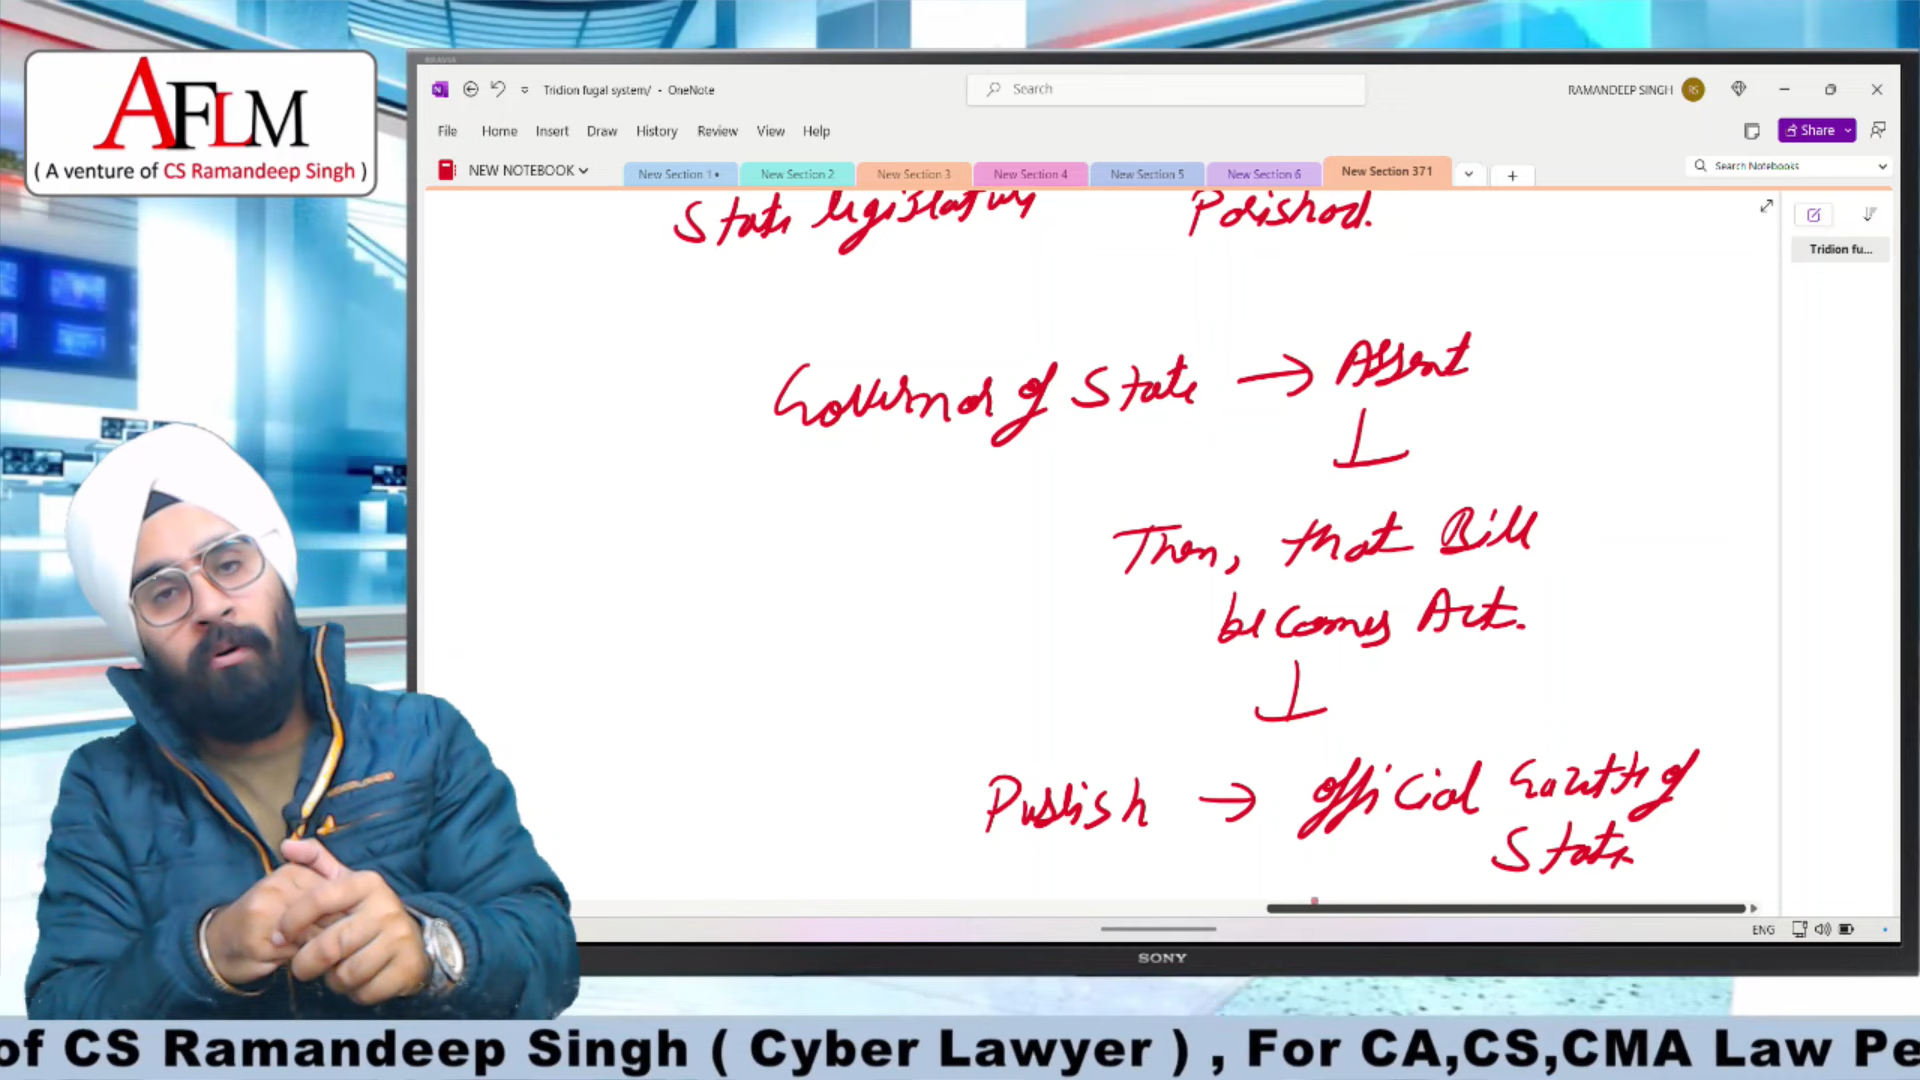 AFLM
( A venture of CS Ramandeep Singh )
BRAVIA
Tridion fugal system/ - OneNote
Search
RAMANDEEP SINGH
RS
File Home Insert Draw History Review View Help
Share
NEW NOTEBOOK
New Section 1
New Section 2
New Section 3
New Section 4
New Section 5
New Section 6
New Section 371
Search Notebooks
Tridion fu...
State legislature
Governor of State → Assent
Then, that Bill
becomes Act.
Publish → official Gazette of
State
ENG
SONY
of CS Ramandeep Singh ( Cyber Lawyer ) , For CA,CS,CMA Law Pe